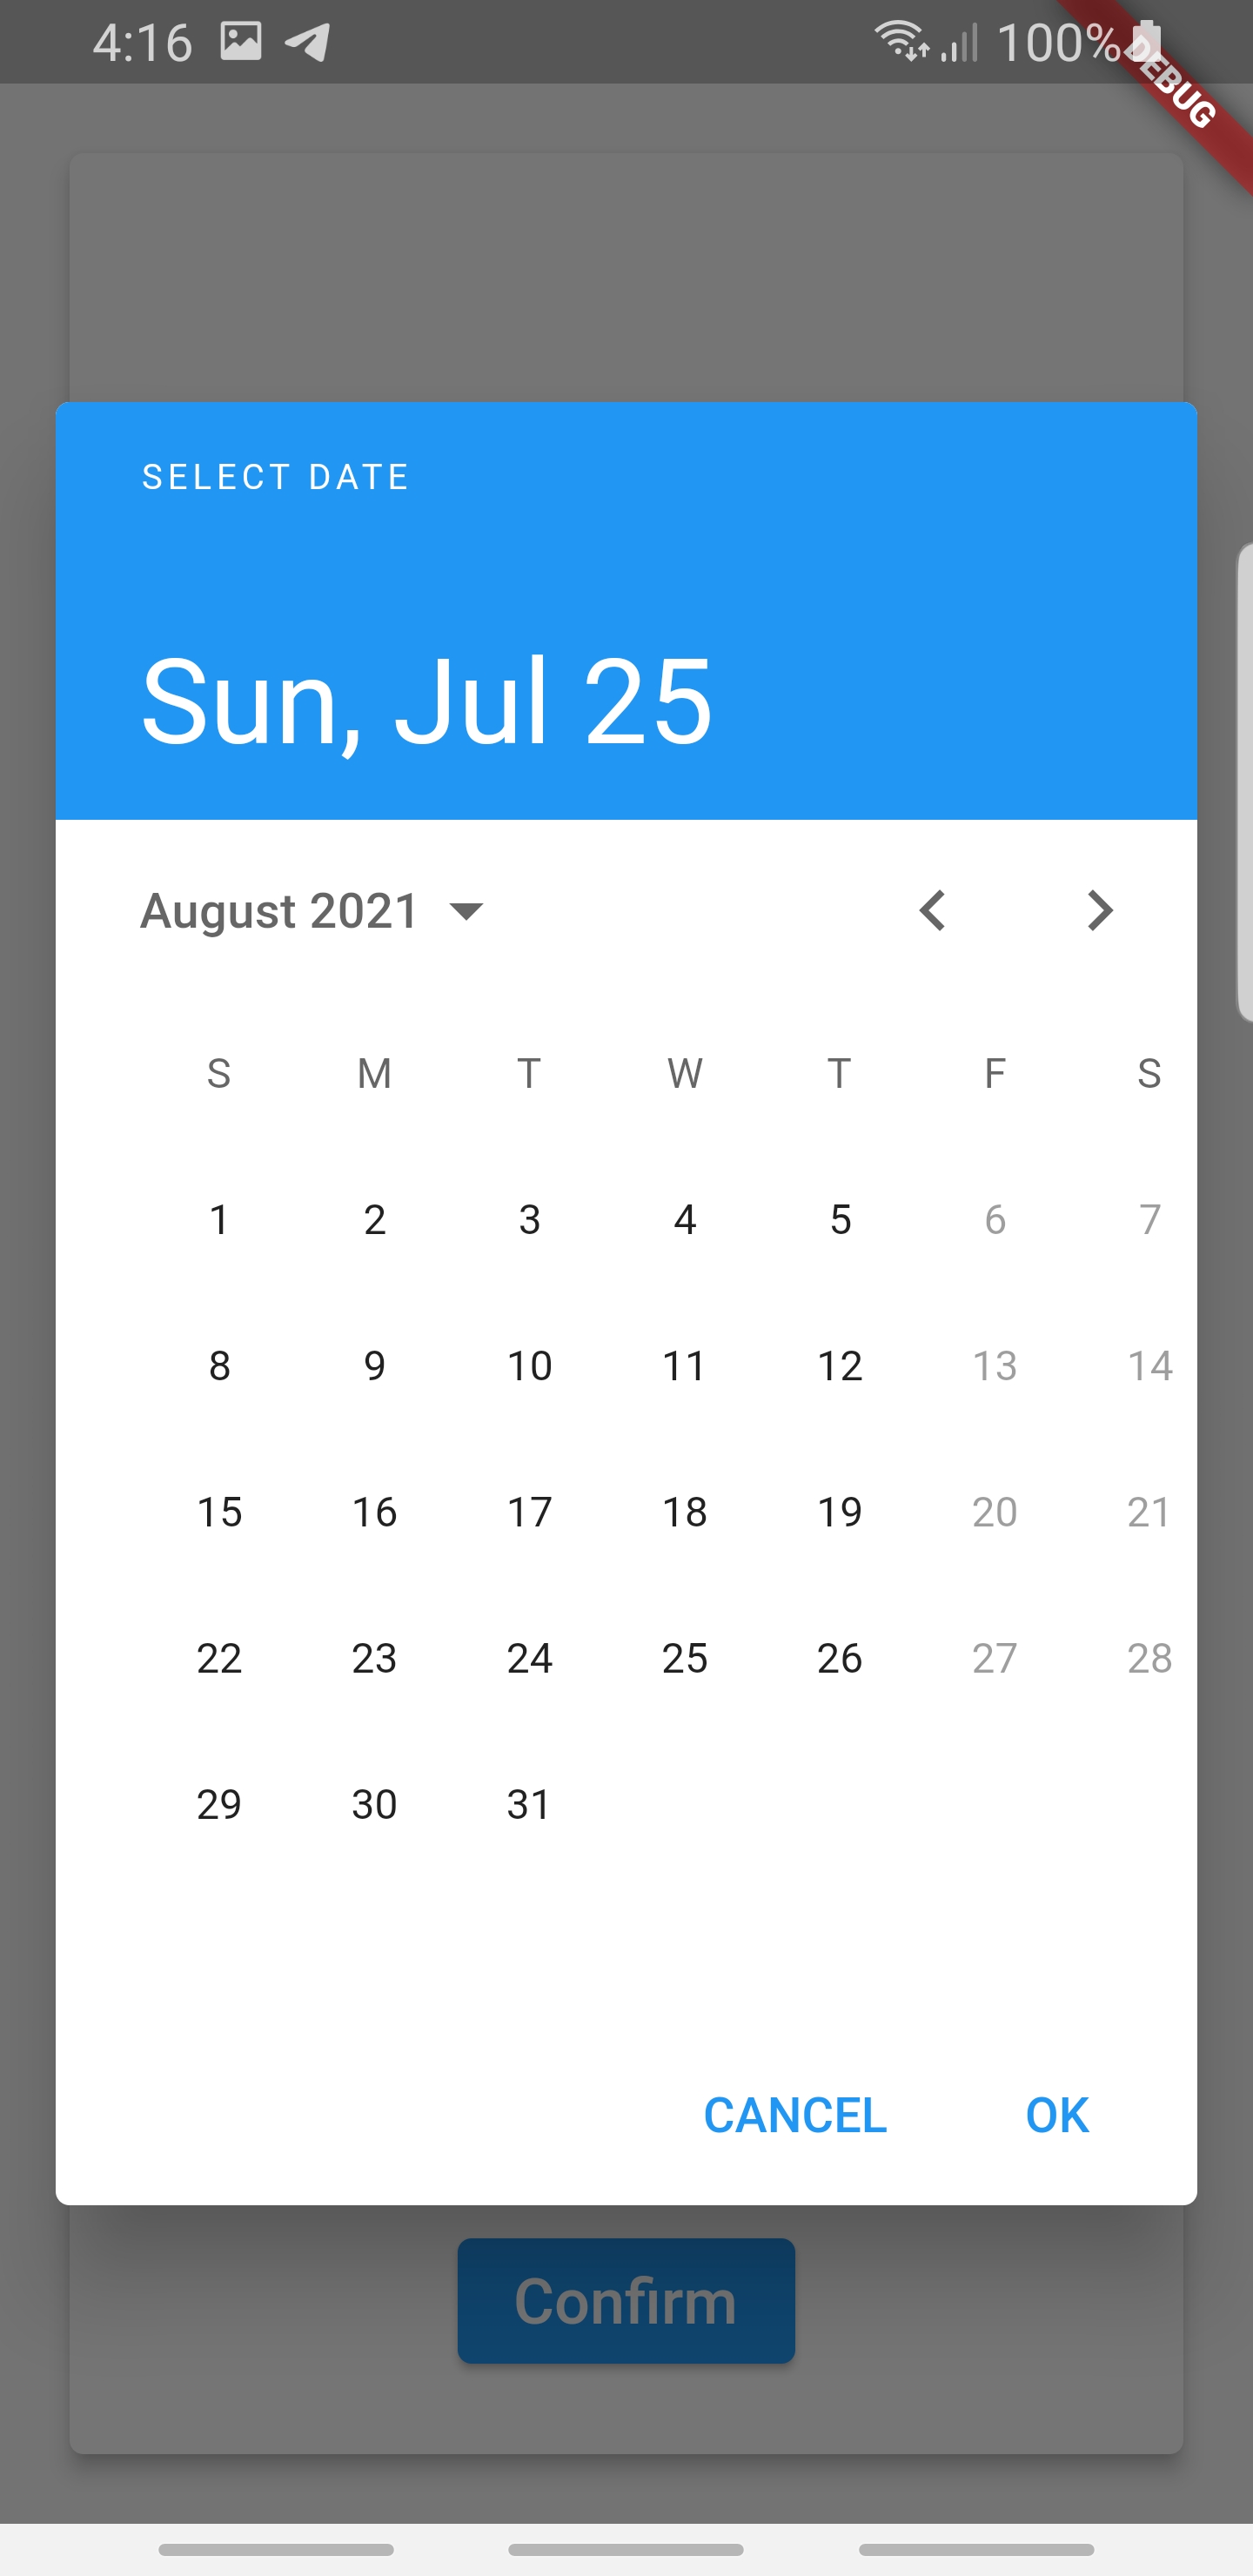 4:16 100%
DEBUG
SELECT DATE
Sun, Jul 25
August 2021
S M T W T F S
1 2 3 4 5 6 7
8 9 10 11 12 13 14
15 16 17 18 19 20 21
22 23 24 25 26 27 28
29 30 31
CANCEL OK
Confirm